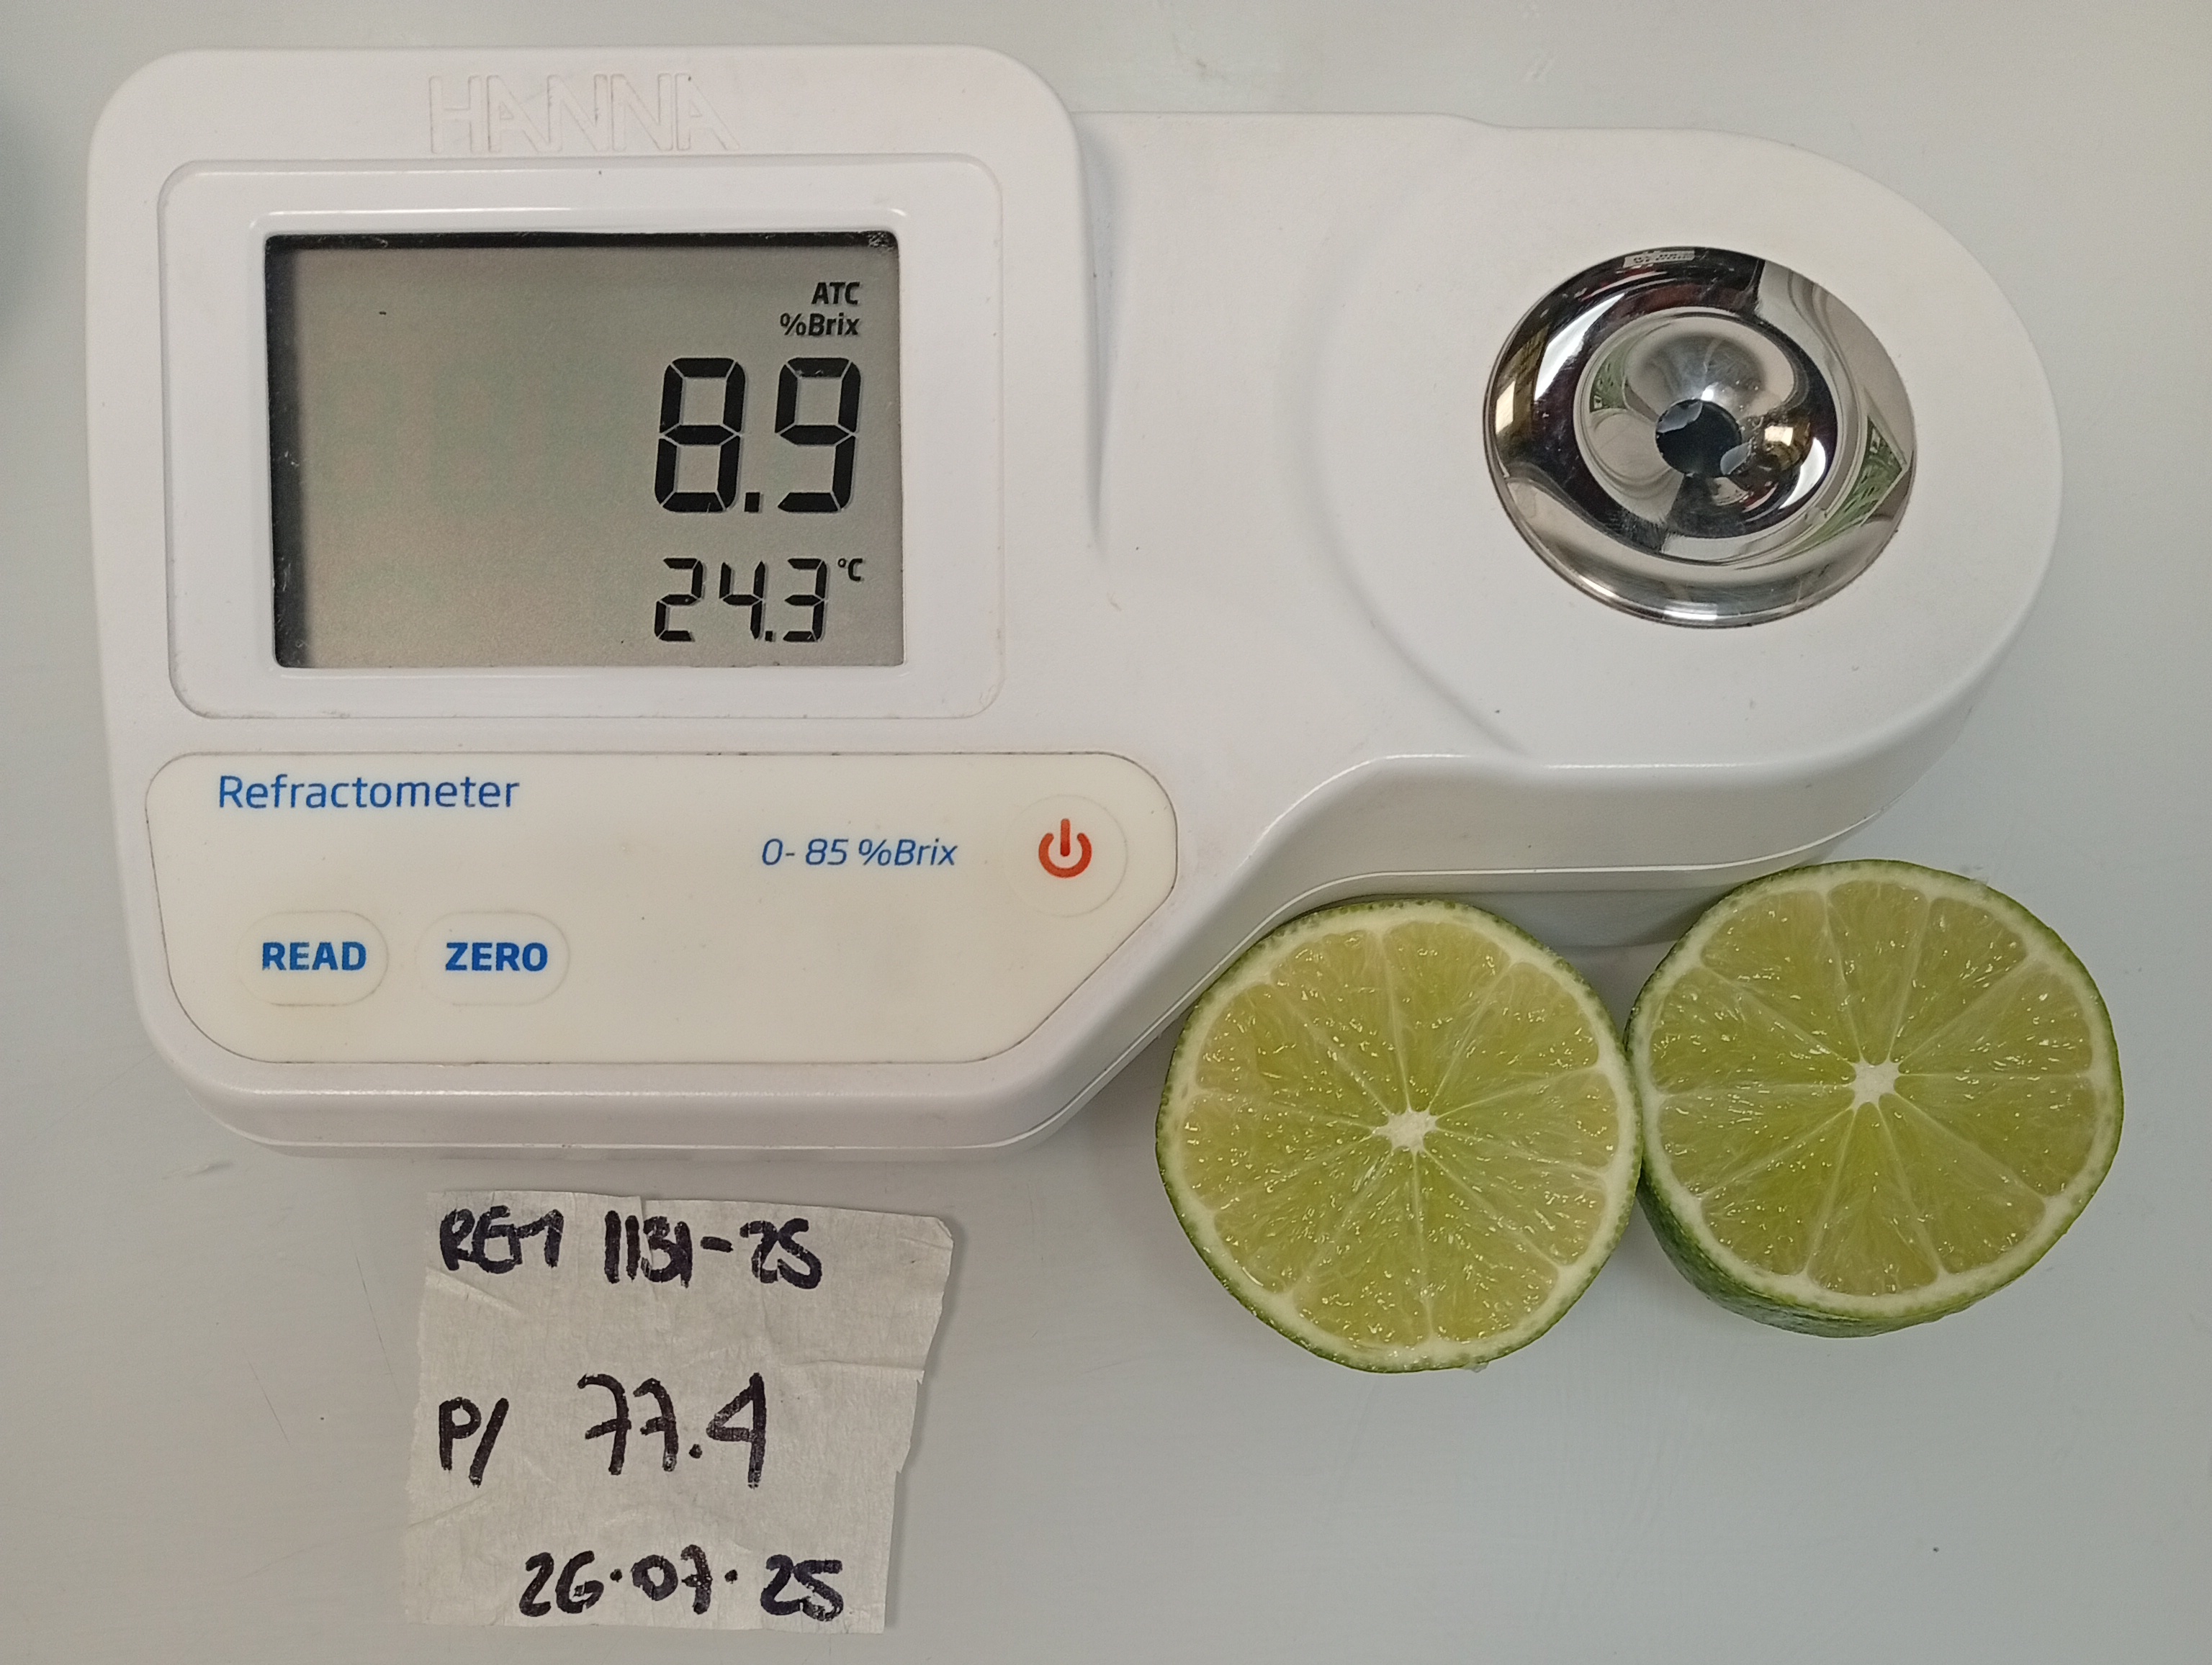 HANNA
ATC
%Brix
8.9
24.3 °C
Refractometer
0-85 %Brix
READ
ZERO
REM 1131-25
P/ 77.4
26.07.25